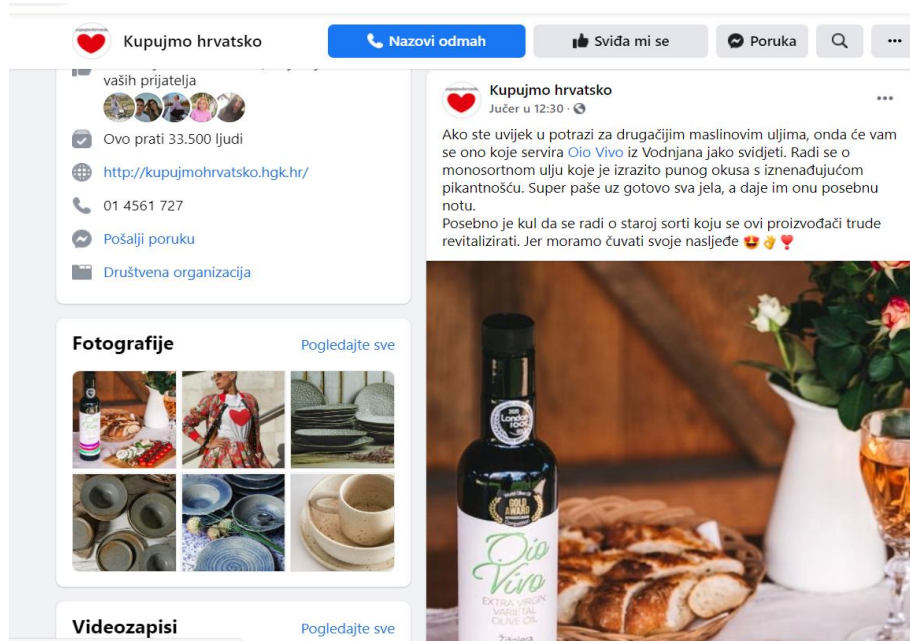 Kupujmo hrvatsko
Nazovi odmah
Sviđa mi se
Poruka
vaših prijatelja
Ovo prati 33.500 ljudi
http://kupujmohrvatsko.hgk.hr/
01 4561 727
Pošalji poruku
Društvena organizacija
Fotografije
Pogledajte sve
Videozapisi
Pogledajte sve
Kupujmo hrvatsko
Jučer u 12:30 ·
Ako ste uvijek u potrazi za drugačijim maslinovim uljima, onda će vam
se ono koje servira Oio Vivo iz Vodnjana jako svidjeti. Radi se o
monosortnom ulju koje je izrazito punog okusa s iznenađujućom
pikantnošću. Super paše uz gotovo sva jela, a daje im onu posebnu
notu.
Posebno je kul da se radi o staroj sorti koju se ovi proizvođači trude
revitalizirati. Jer moramo čuvati svoje nasljeđe 🤩👌❣️
2020
London
GOLD
AWARD
Oio
Vivo
EXTRA VIRGIN
VARIETAL
OLIVE OIL
Žižolera